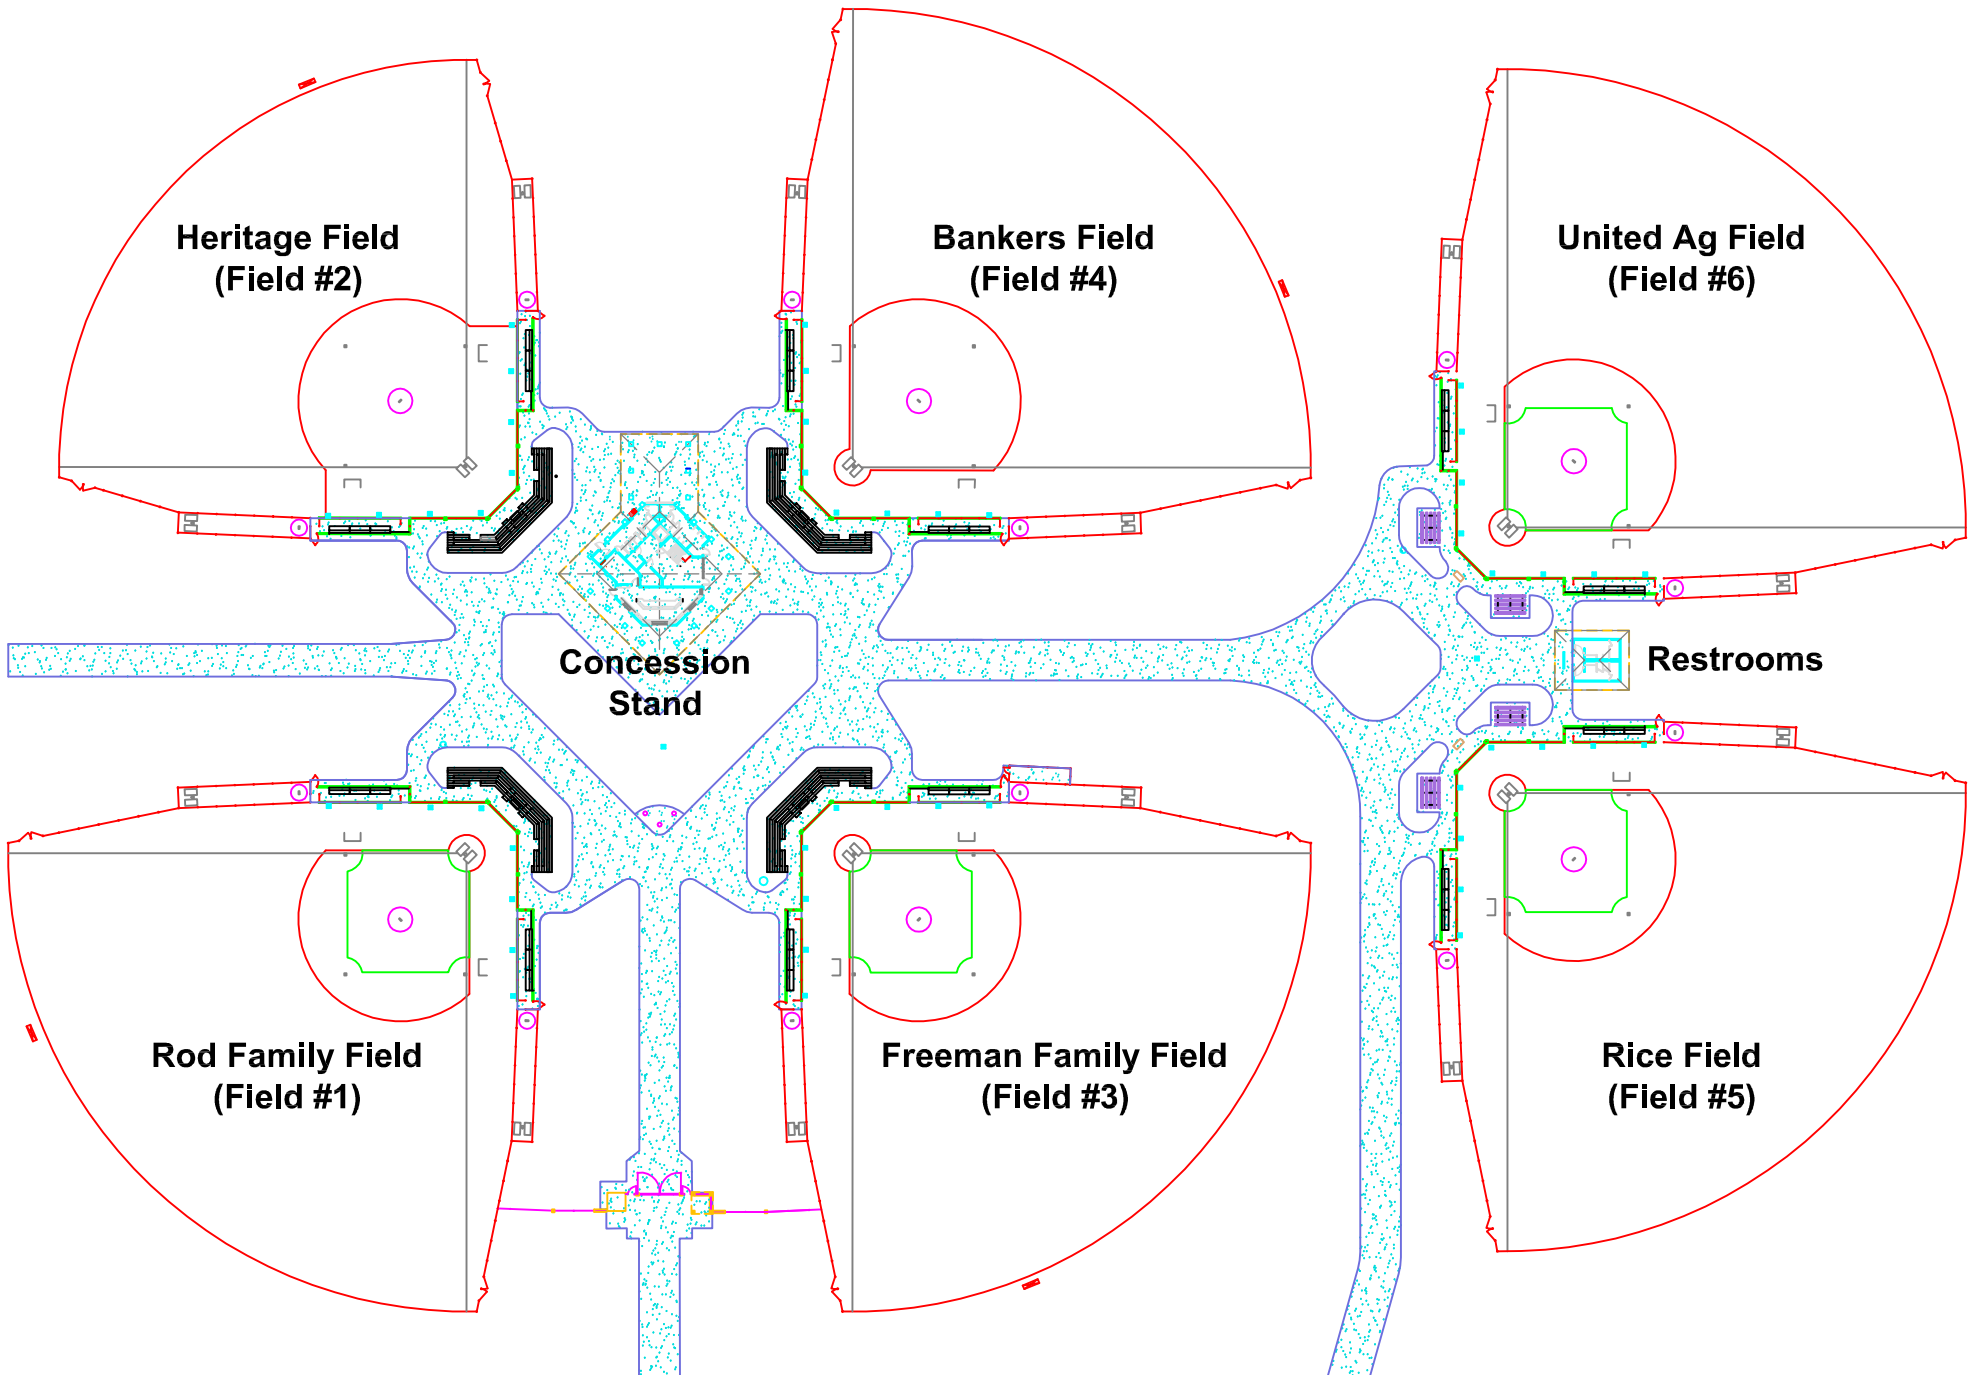 Heritage Field
(Field #2)
Bankers Field
(Field #4)
United Ag Field
(Field #6)
Concession
Stand
Restrooms
Rod Family Field
(Field #1)
Freeman Family Field
(Field #3)
Rice Field
(Field #5)